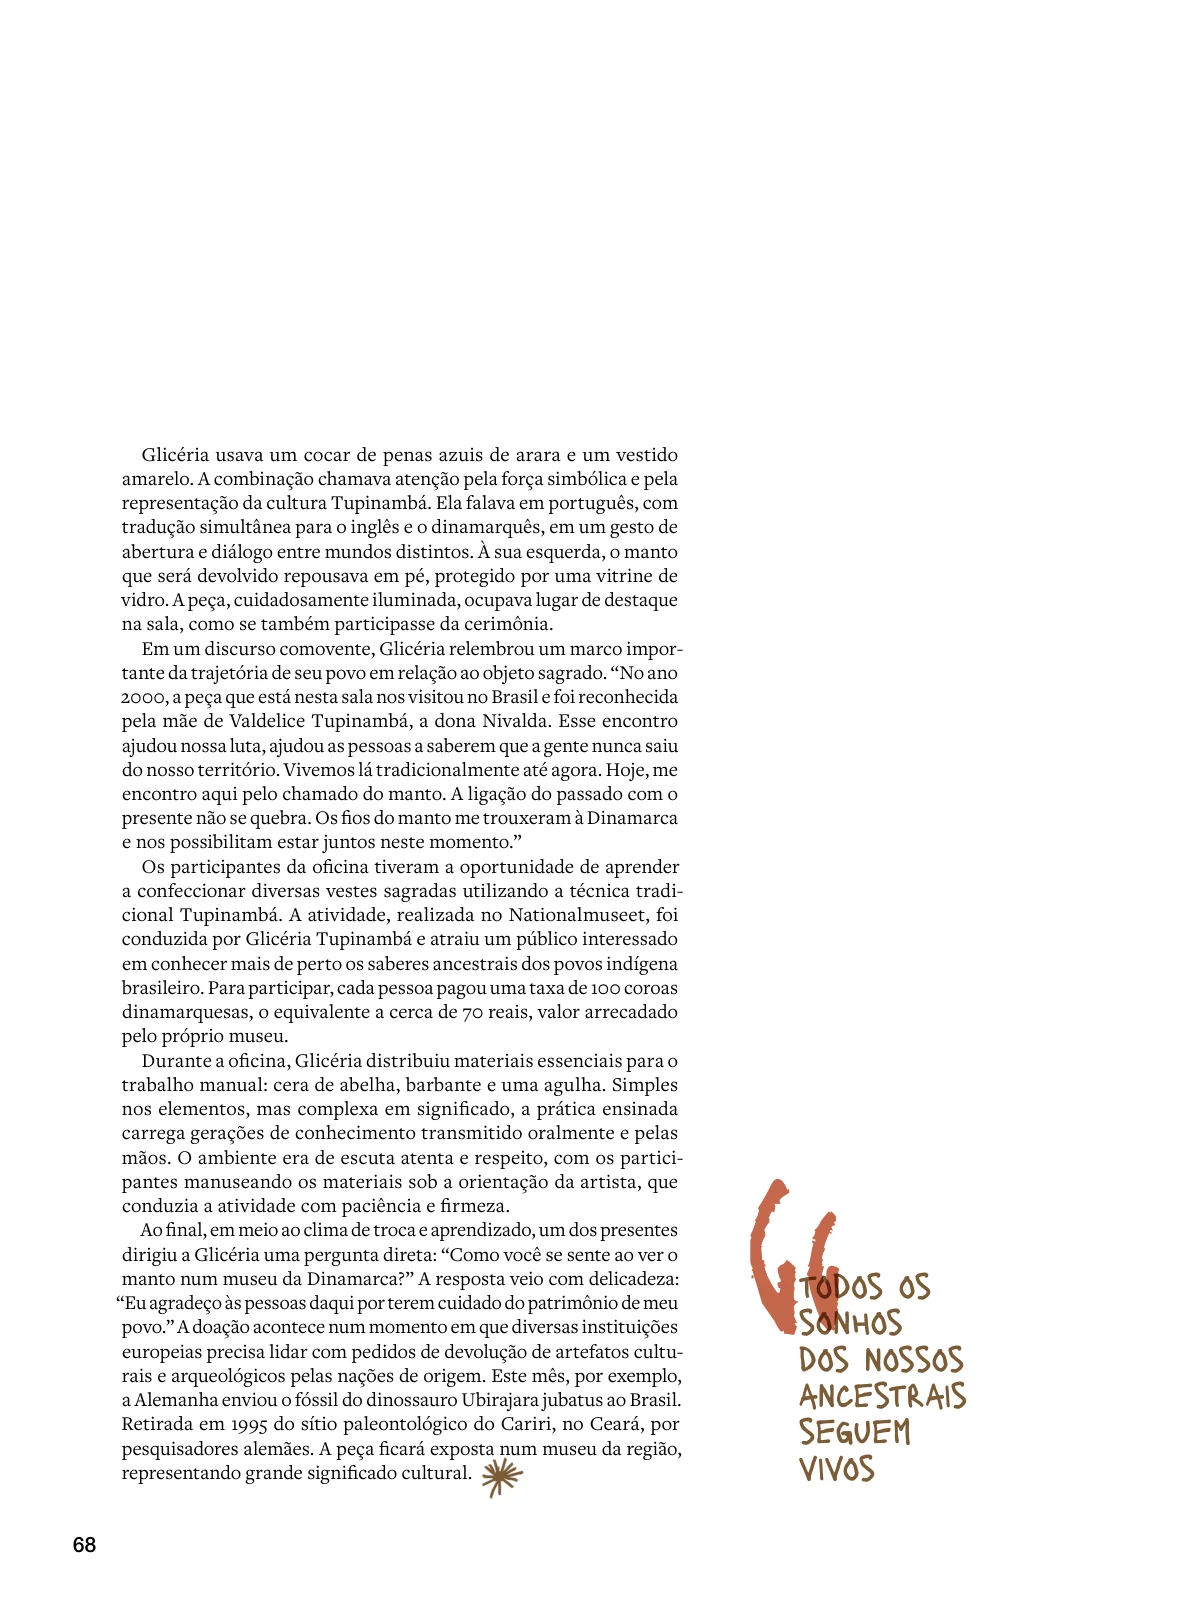 Glicéria usava um cocar de penas azuis de arara e um vestido
amarelo. A combinação chamava atenção pela força simbólica e pela
representação da cultura Tupinambá. Ela falava em português, com
tradução simultânea para o inglês e o dinamarquês, em um gesto de
abertura e diálogo entre mundos distintos. À sua esquerda, o manto
que será devolvido repousava em pé, protegido por uma vitrine de
vidro. A peça, cuidadosamente iluminada, ocupava lugar de destaque
na sala, como se também participasse da cerimônia.
Em um discurso comovente, Glicéria relembrou um marco impor-
tante da trajetória de seu povo em relação ao objeto sagrado. “No ano
2000, a peça que está nesta sala nos visitou no Brasil e foi reconhecida
pela mãe de Valdelice Tupinambá, a dona Nivalda. Esse encontro
ajudou nossa luta, ajudou as pessoas a saberem que a gente nunca saiu
do nosso território. Vivemos lá tradicionalmente até agora. Hoje, me
encontro aqui pelo chamado do manto. A ligação do passado com o
presente não se quebra. Os fios do manto me trouxeram à Dinamarca
e nos possibilitam estar juntos neste momento.”
Os participantes da oficina tiveram a oportunidade de aprender
a confeccionar diversas vestes sagradas utilizando a técnica tradi-
cional Tupinambá. A atividade, realizada no Nationalmuseet, foi
conduzida por Glicéria Tupinambá e atraiu um público interessado
em conhecer mais de perto os saberes ancestrais dos povos indígena
brasileiro. Para participar, cada pessoa pagou uma taxa de 100 coroas
dinamarquesas, o equivalente a cerca de 70 reais, valor arrecadado
pelo próprio museu.
Durante a oficina, Glicéria distribuiu materiais essenciais para o
trabalho manual: cera de abelha, barbante e uma agulha. Simples
nos elementos, mas complexa em significado, a prática ensinada
carrega gerações de conhecimento transmitido oralmente e pelas
mãos. O ambiente era de escuta atenta e respeito, com os partici-
pantes manuseando os materiais sob a orientação da artista, que
conduzia a atividade com paciência e firmeza.
Ao final, em meio ao clima de troca e aprendizado, um dos presentes
dirigiu a Glicéria uma pergunta direta: “Como você se sente ao ver o
manto num museu da Dinamarca?” A resposta veio com delicadeza:
“Eu agradeço às pessoas daqui por terem cuidado do patrimônio de meu
povo.” A doação acontece num momento em que diversas instituições
europeias precisa lidar com pedidos de devolução de artefatos cultu-
rais e arqueológicos pelas nações de origem. Este mês, por exemplo,
a Alemanha enviou o fóssil do dinossauro Ubirajara jubatus ao Brasil.
Retirada em 1995 do sítio paleontológico do Cariri, no Ceará, por
pesquisadores alemães. A peça ficará exposta num museu da região,
representando grande significado cultural.
“
TODOS OS
SONHOS
DOS NOSSOS
ANCESTRAIS
SEGUEM
VIVOS
68